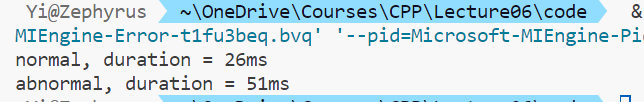 Yi@Zephyrus ~\OneDrive\Courses\CPP\Lecture06\code &
MIEngine-Error-t1fu3beq.bvq' '--pid=Microsoft-MIEngine-Pi
normal, duration = 26ms
abnormal, duration = 51ms